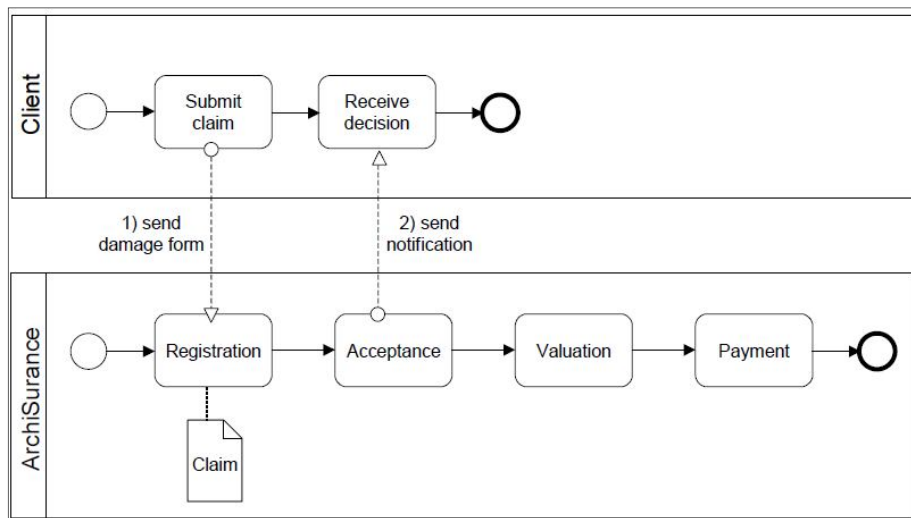 Client
Submit
claim
Receive
decision
1) send
damage form
2) send
notification
ArchiSurance
Registration
Acceptance
Valuation
Payment
Claim